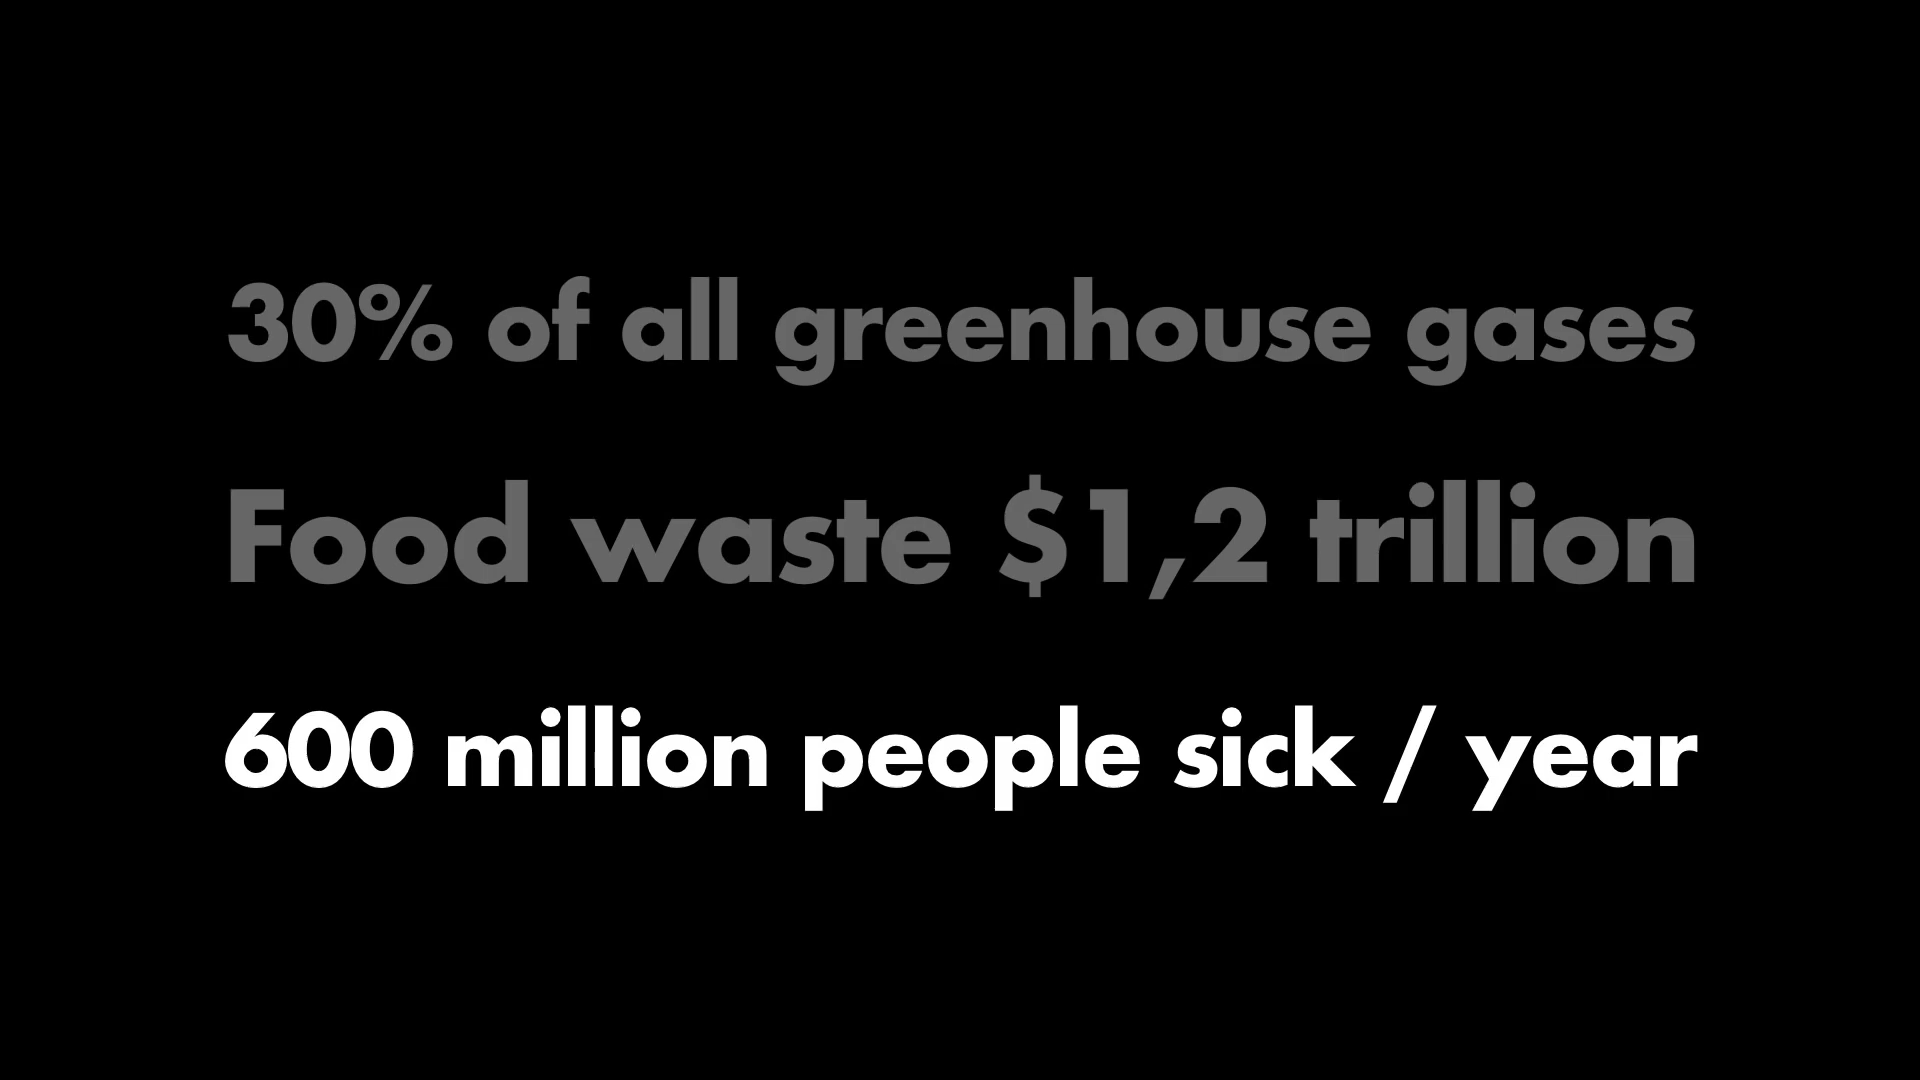 30% of all greenhouse gases
Food waste $1,2 trillion
600 million people sick / year